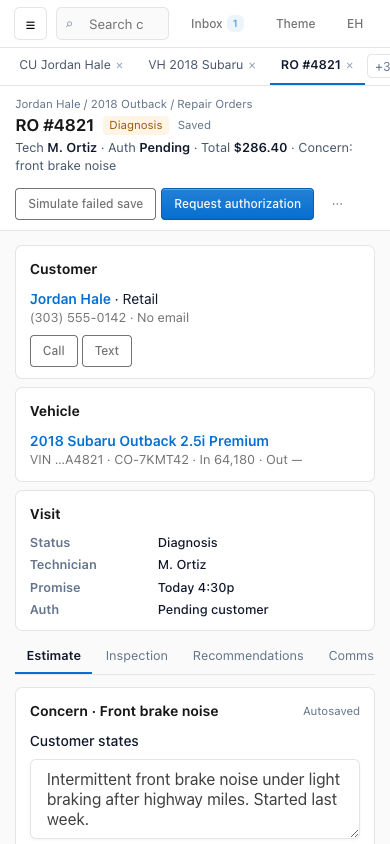 ☰ Search c Inbox 1 Theme EH
CU Jordan Hale × VH 2018 Subaru × RO #4821 × +3
Jordan Hale / 2018 Outback / Repair Orders
RO #4821 Diagnosis Saved
Tech M. Ortiz · Auth Pending · Total $286.40 · Concern:
front brake noise
Simulate failed save Request authorization ···
Customer
Jordan Hale · Retail
(303) 555-0142 · No email
Call Text
Vehicle
2018 Subaru Outback 2.5i Premium
VIN …A4821 · CO-7KMT42 · In 64,180 · Out —
Visit
Status Diagnosis
Technician M. Ortiz
Promise Today 4:30p
Auth Pending customer
Estimate Inspection Recommendations Comms
Concern · Front brake noise Autosaved
Customer states
Intermittent front brake noise under light
braking after highway miles. Started last
week.